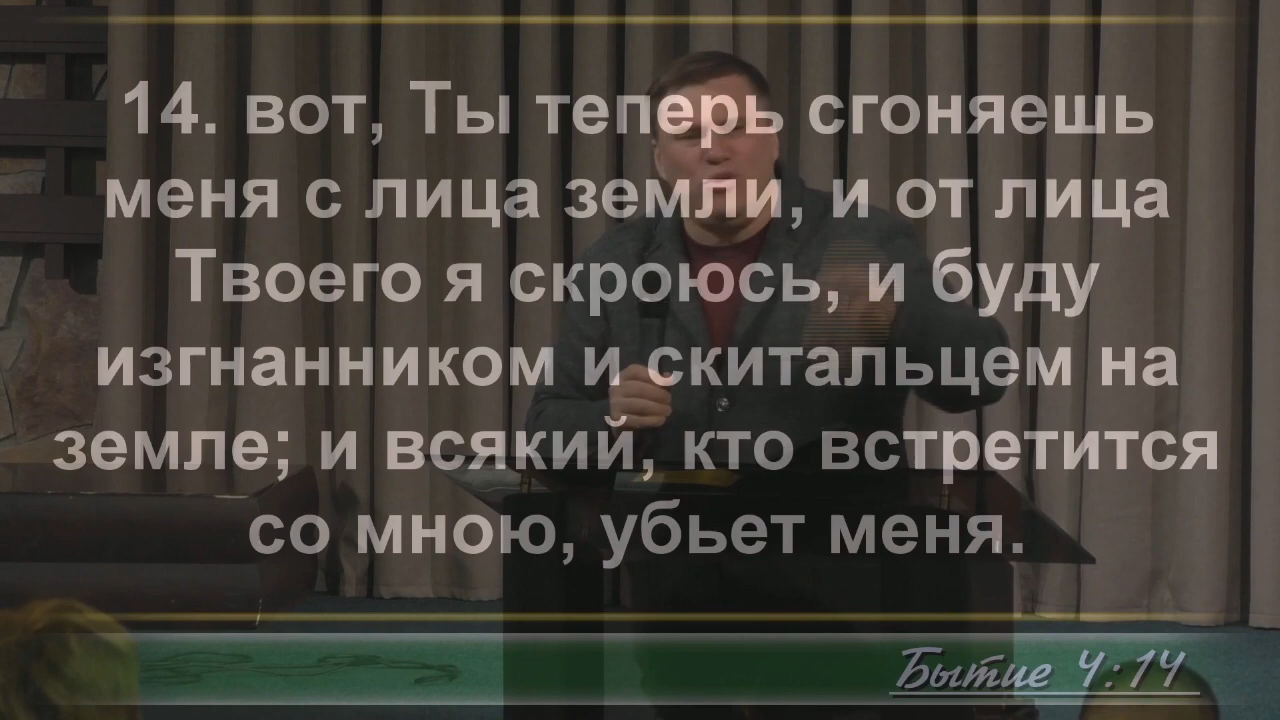 14. вот, Ты теперь сгоняешь
меня с лица земли, и от лица
Твоего я скроюсь, и буду
изгнанником и скитальцем на
земле; и всякий, кто встретится
со мною, убьет меня.
Бытие 4:14